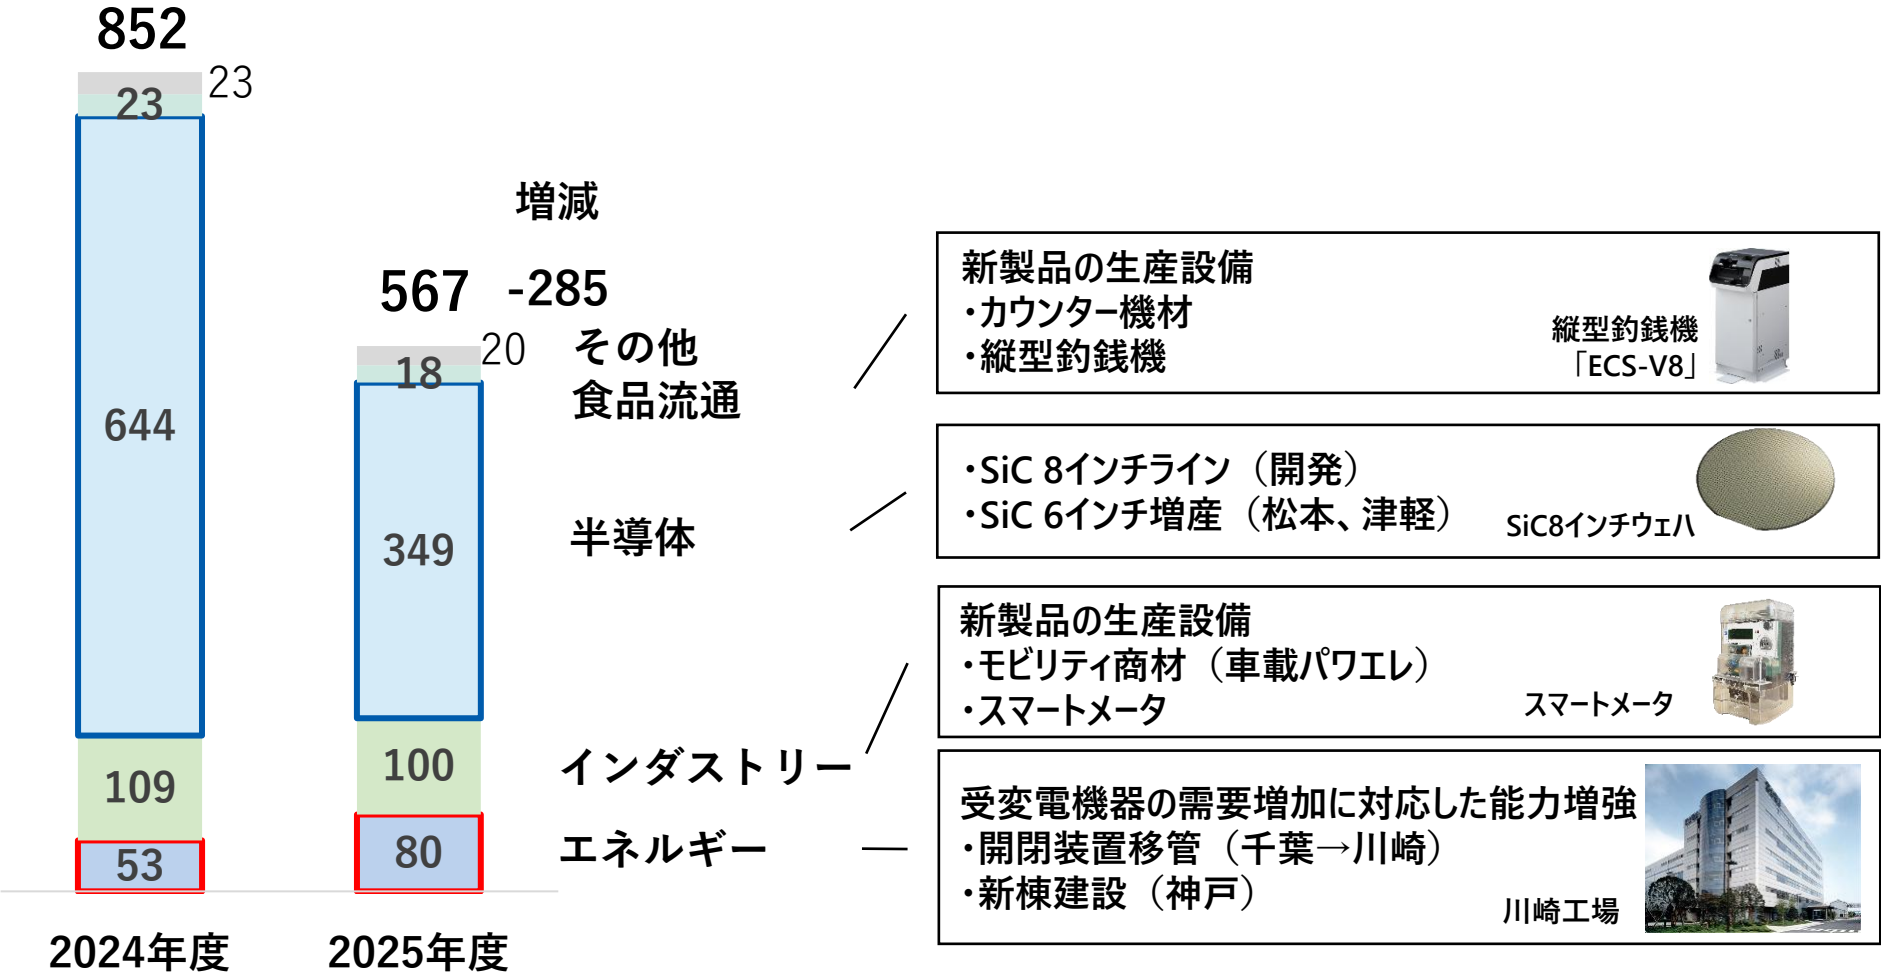 852
23
23
644
109
53
2024年度
増減
567
-285
20
18
349
100
80
2025年度
その他
食品流通
半導体
インダストリー
エネルギー
新製品の生産設備
・カウンター機材
・縦型釣銭機
縦型釣銭機
「ECS-V8」
・SiC 8インチライン（開発）
・SiC 6インチ増産（松本、津軽）
SiC8インチウェハ
新製品の生産設備
・モビリティ商材（車載パワエレ）
・スマートメータ
スマートメータ
受変電機器の需要増加に対応した能力増強
・開閉装置移管（千葉→川崎）
・新棟建設（神戸）
川崎工場